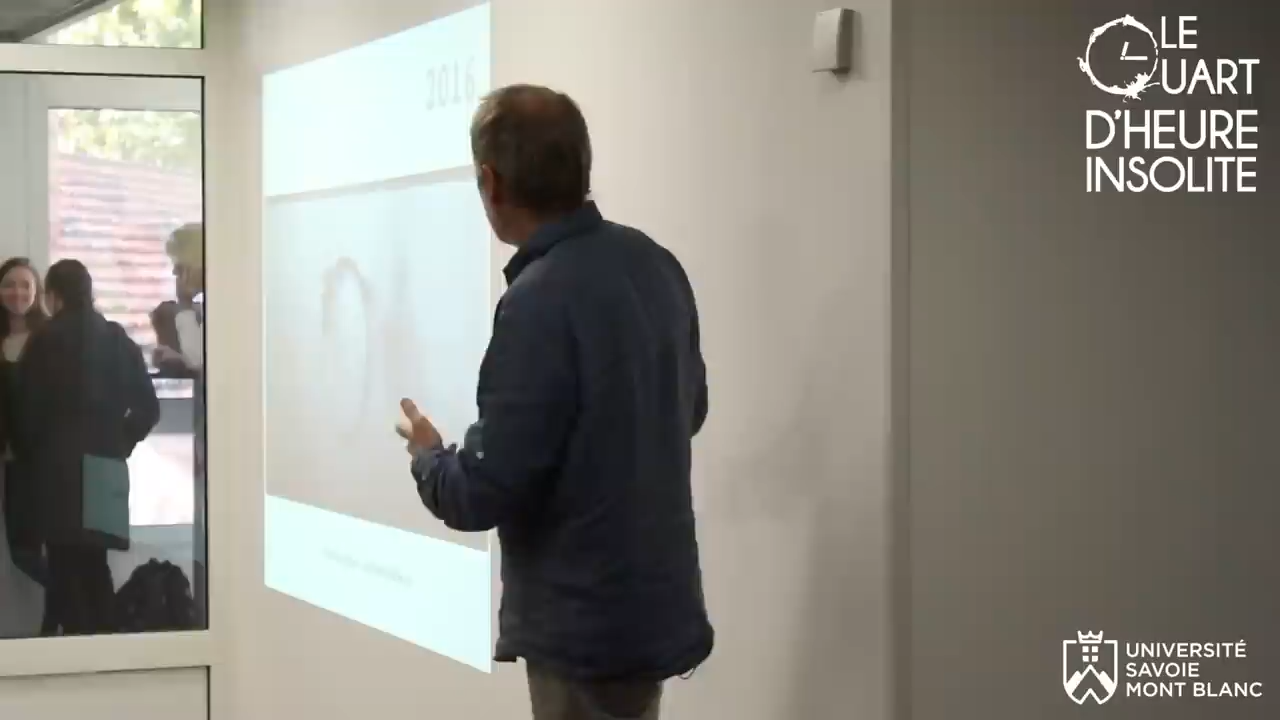 2016
LE
QUART
D'HEURE
INSOLITE
UNIVERSITÉ
SAVOIE
MONT BLANC